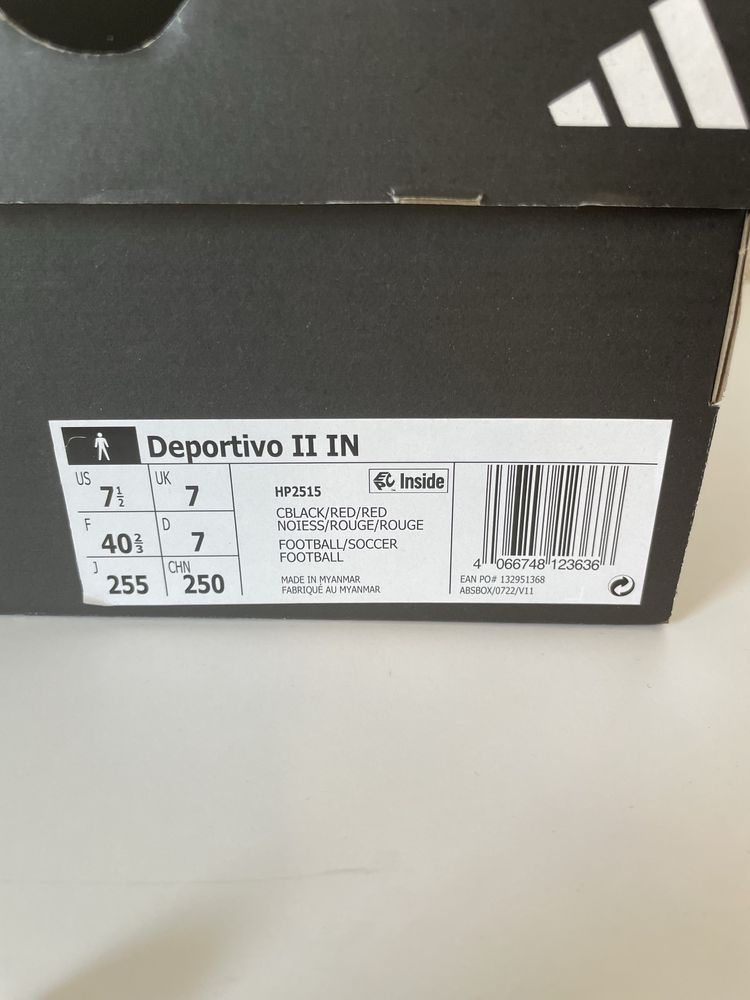 Deportivo II IN
US 7½
UK 7
F 40⅔
D 7
J 255
CHN 250
HP2515
Inside
CBLACK/RED/RED
NOIESS/ROUGE/ROUGE
FOOTBALL/SOCCER
FOOTBALL
MADE IN MYANMAR
FABRIQUÉ AU MYANMAR
4 066748 123636
EAN PO# 132951368
ABSBOX/0722/V11